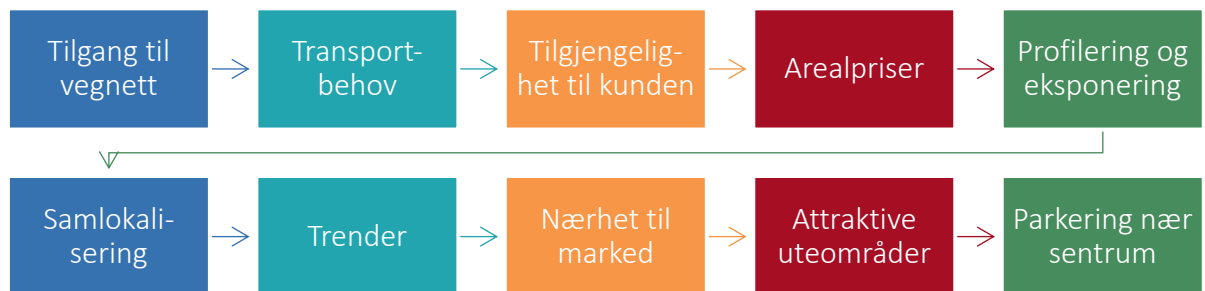 Tilgang til
vegnett
Transport-
behov
Tilgjengelig-
het til kunden
Arealpriser
Profilering og
eksponering
Samlokali-
sering
Trender
Nærhet til
marked
Attraktive
uteområder
Parkering nær
sentrum